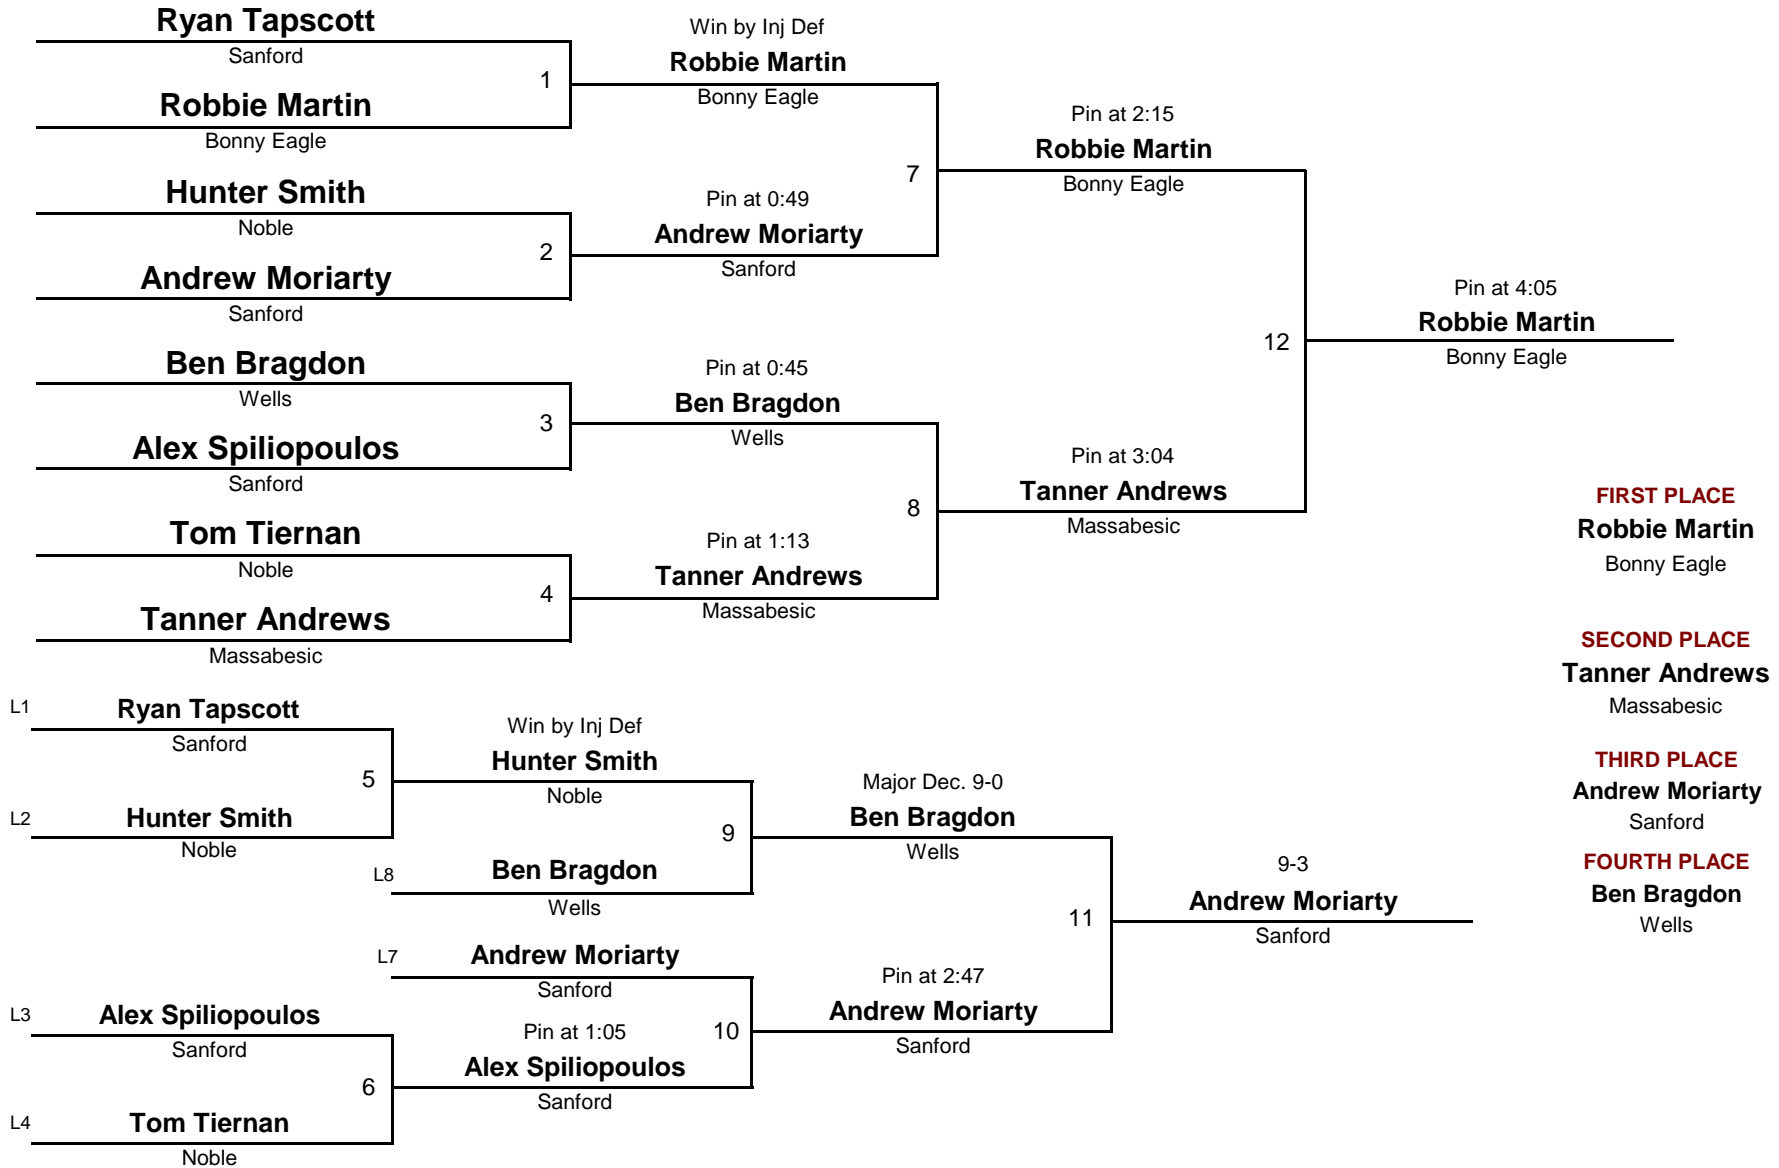 Ryan Tapscott
Sanford
1
Robbie Martin
Bonny Eagle
Hunter Smith
Noble
2
Andrew Moriarty
Sanford
Ben Bragdon
Wells
3
Alex Spiliopoulos
Sanford
Tom Tiernan
Noble
4
Tanner Andrews
Massabesic
Win by Inj Def
Robbie Martin
Bonny Eagle
7
Pin at 0:49
Andrew Moriarty
Sanford
Pin at 0:45
Ben Bragdon
Wells
8
Pin at 1:13
Tanner Andrews
Massabesic
Pin at 2:15
Robbie Martin
Bonny Eagle
12
Pin at 3:04
Tanner Andrews
Massabesic
Pin at 4:05
Robbie Martin
Bonny Eagle
FIRST PLACE
Robbie Martin
Bonny Eagle
SECOND PLACE
Tanner Andrews
Massabesic
THIRD PLACE
Andrew Moriarty
Sanford
FOURTH PLACE
Ben Bragdon
Wells
L1 Ryan Tapscott
Sanford
5
L2 Hunter Smith
Noble
L3 Alex Spiliopoulos
Sanford
6
L4 Tom Tiernan
Noble
Win by Inj Def
Hunter Smith
Noble
9
L8 Ben Bragdon
Wells
L7 Andrew Moriarty
Sanford
10
Pin at 1:05
Alex Spiliopoulos
Sanford
Major Dec. 9-0
Ben Bragdon
Wells
11
Pin at 2:47
Andrew Moriarty
Sanford
9-3
Andrew Moriarty
Sanford